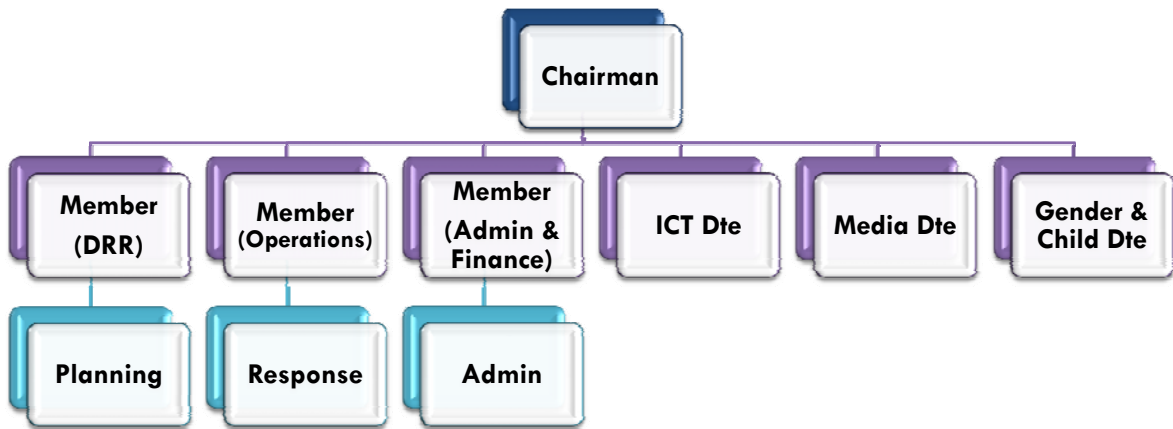 Chairman
Member
(DRR)
Member
(Operations)
Member
(Admin &
Finance)
ICT Dte
Media Dte
Gender &
Child Dte
Planning
Response
Admin